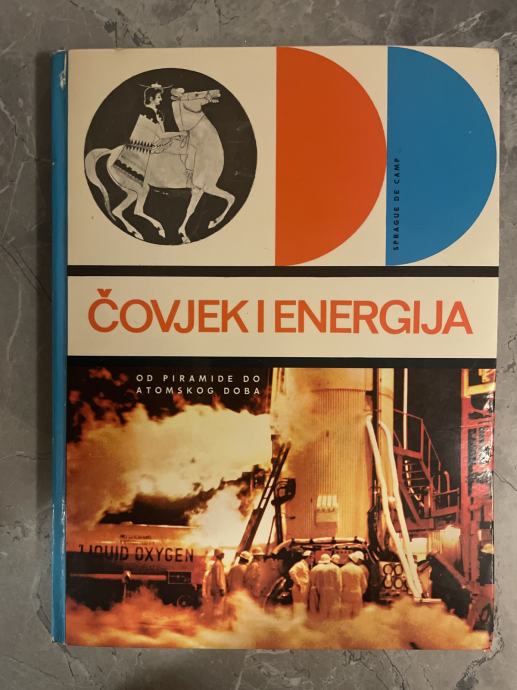 SPRAGUE DE CAMP
ČOVJEK I ENERGIJA
OD PIRAMIDE DO
ATOMSKOG DOBA
LIQUID OXYGEN